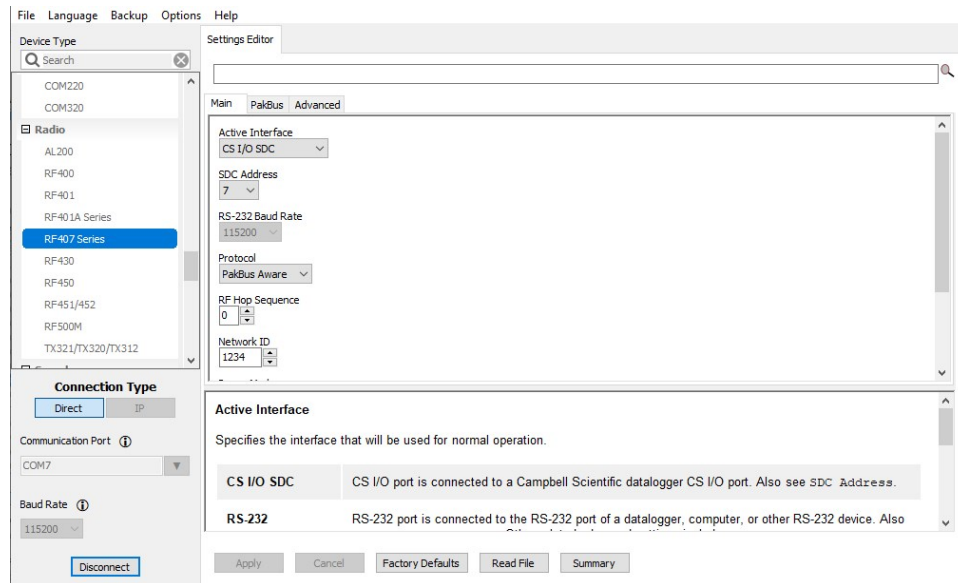 File Language Backup Options Help
Device Type
Search
COM220
COM320
Radio
AL200
RF400
RF401
RF401A Series
RF407 Series
RF430
RF450
RF451/452
RF500M
TX321/TX320/TX312
Connection Type
Direct IP
Communication Port
COM7
Baud Rate
115200
Disconnect
Settings Editor
Main PakBus Advanced
Active Interface
CS I/O SDC
SDC Address
7
RS-232 Baud Rate
115200
Protocol
PakBus Aware
RF Hop Sequence
0
Network ID
1234
Active Interface
Specifies the interface that will be used for normal operation.
CS I/O SDC CS I/O port is connected to a Campbell Scientific datalogger CS I/O port. Also see SDC Address.
RS-232 RS-232 port is connected to the RS-232 port of a datalogger, computer, or other RS-232 device. Also
Apply Cancel Factory Defaults Read File Summary